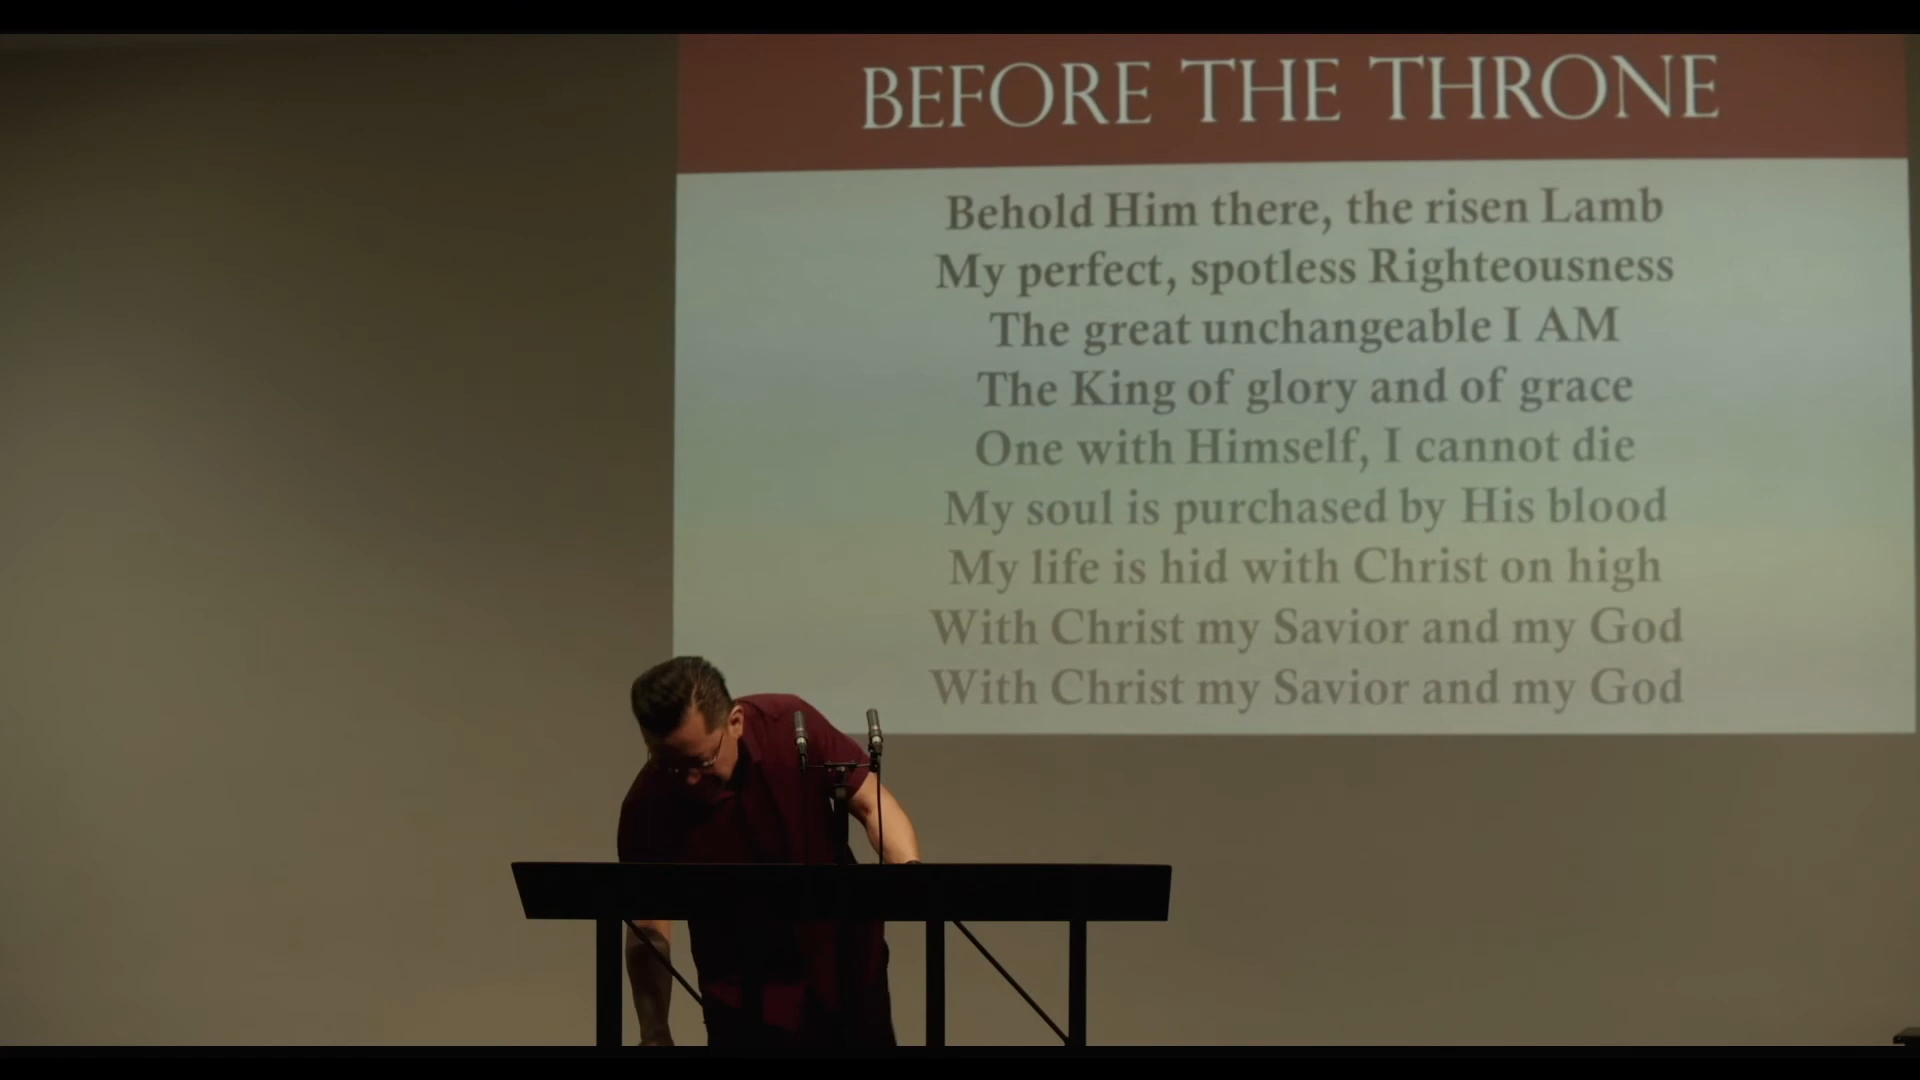 BEFORE THE THRONE
Behold Him there, the risen Lamb
My perfect, spotless Righteousness
The great unchangeable I AM
The King of glory and of grace
One with Himself, I cannot die
My soul is purchased by His blood
My life is hid with Christ on high
With Christ my Savior and my God
With Christ my Savior and my God